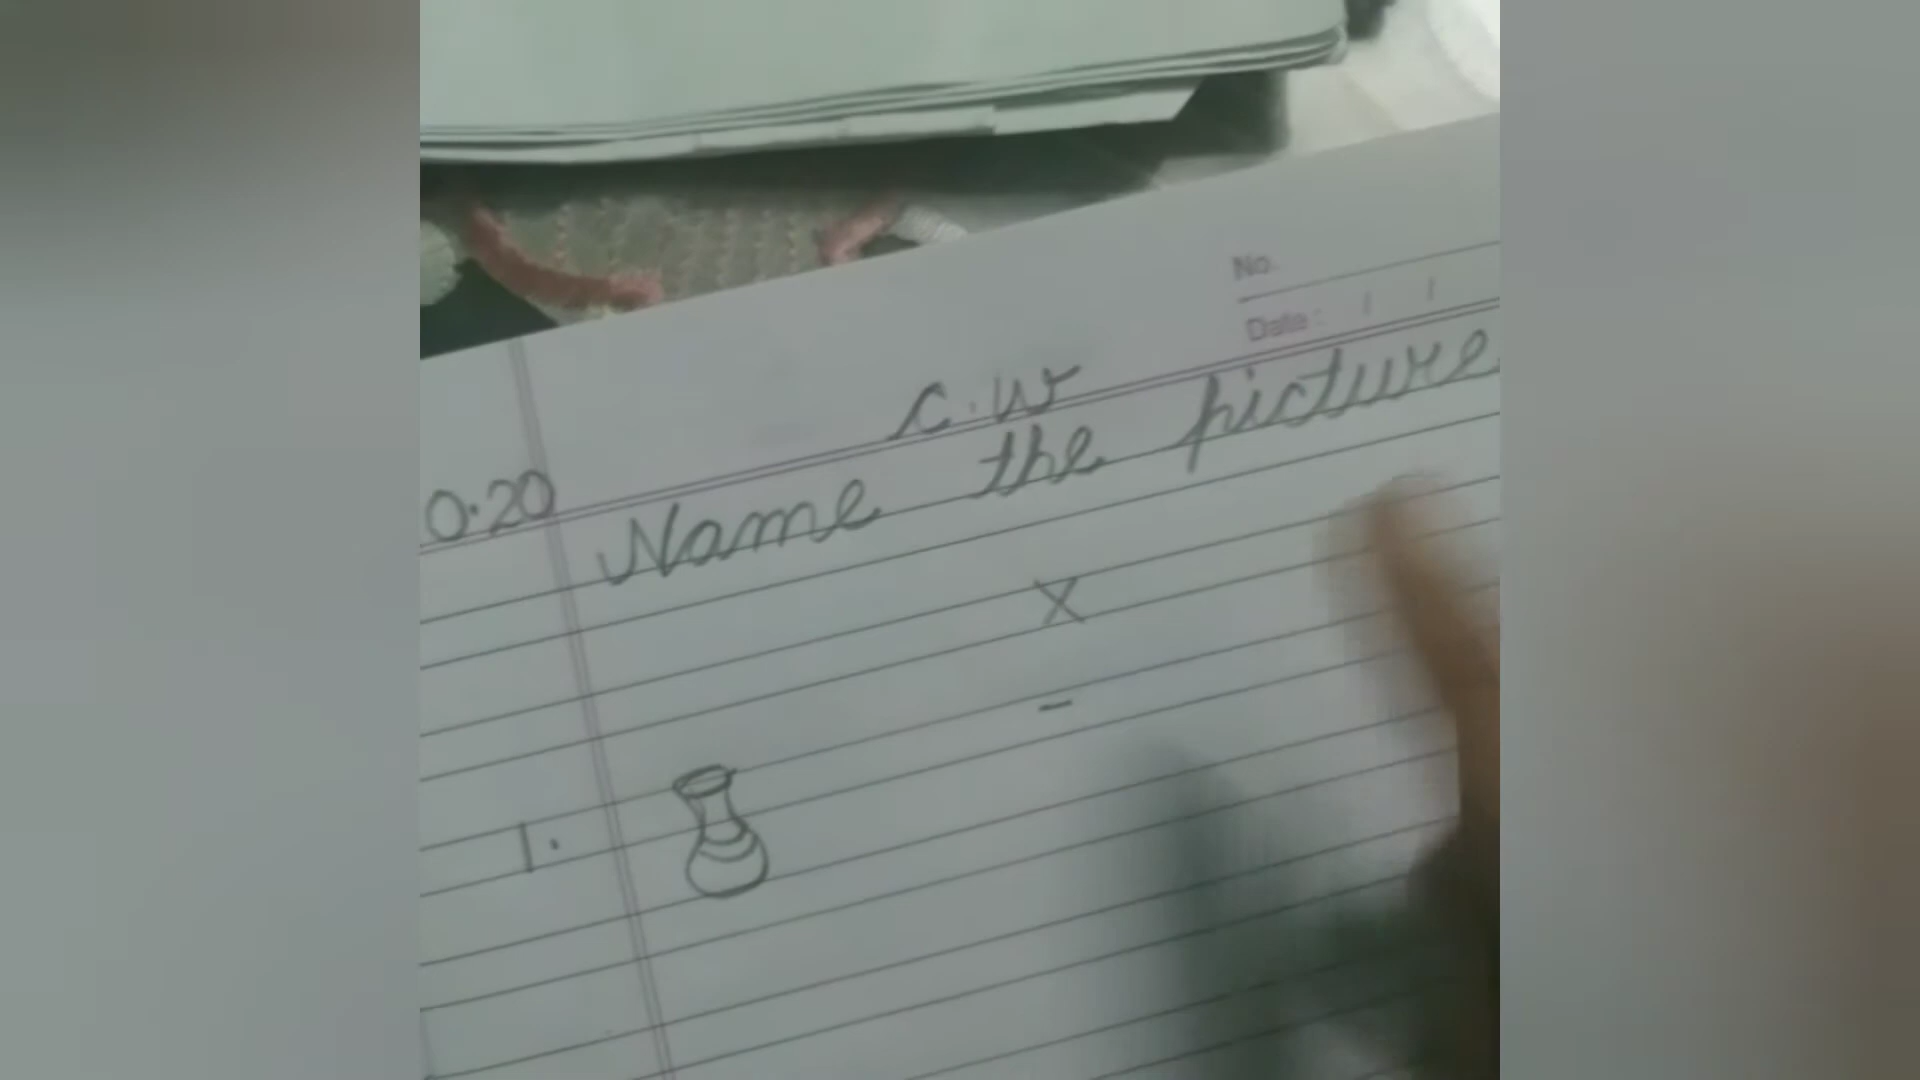 No.
Date: / /
C.W
0.20
Name the picture
X
-
1.